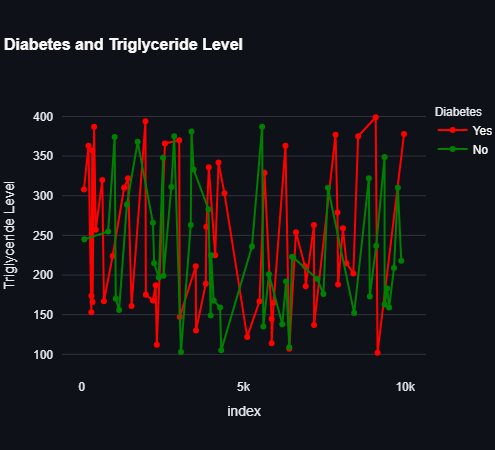 Diabetes and Triglyceride Level
Diabetes
Yes
No
400
350
300
250
200
150
100
Triglyceride Level
0 5k 10k
index